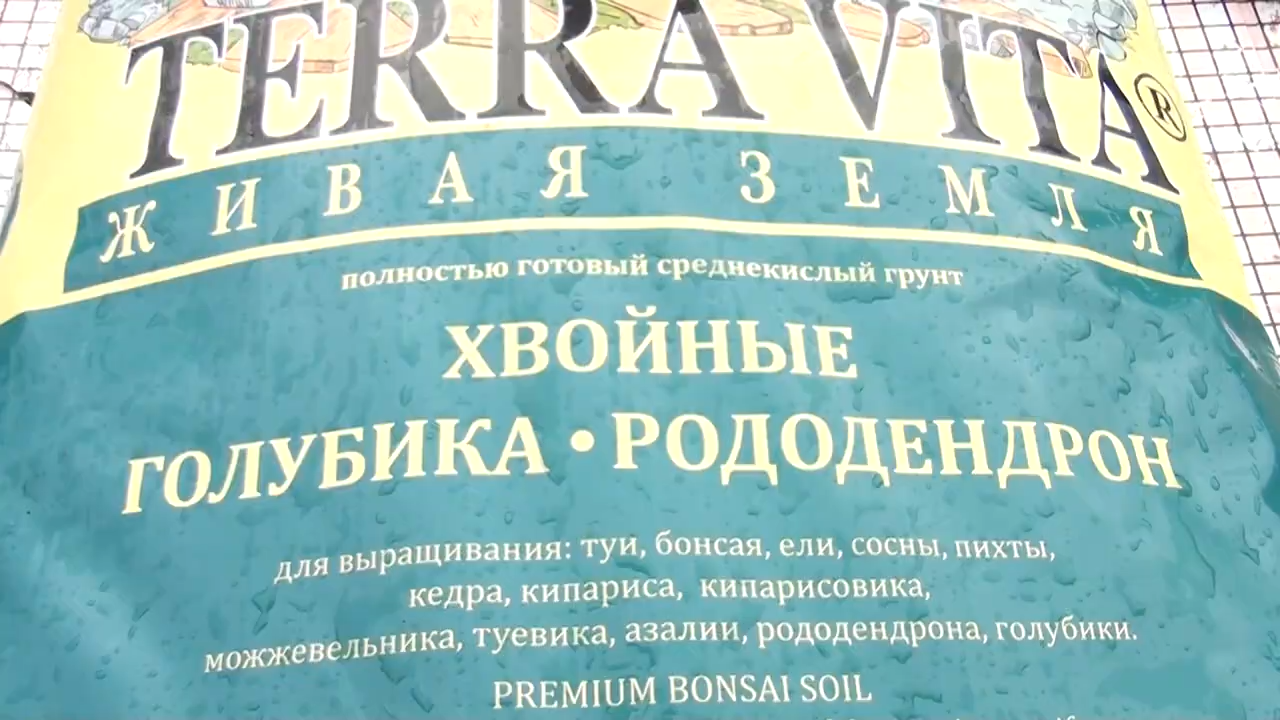 TERRA VITA®
ЖИВАЯ ЗЕМЛЯ
полностью готовый среднекислый грунт
ХВОЙНЫЕ
ГОЛУБИКА • РОДОДЕНДРОН
для выращивания: туи, бонсая, ели, сосны, пихты,
кедра, кипариса, кипарисовика,
можжевельника, туевика, азалии, рододендрона, голубики.
PREMIUM BONSAI SOIL